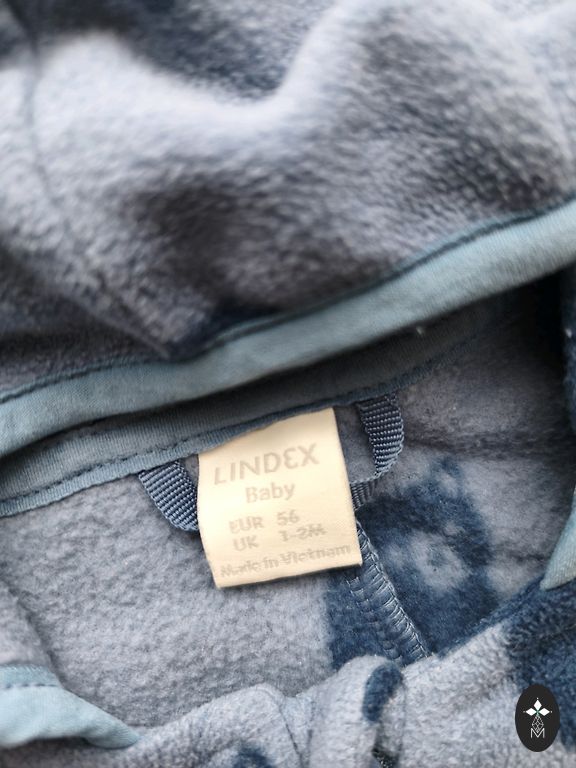 LINDEX
Baby
EUR 56
UK 1-2M
Made in Vietnam
M